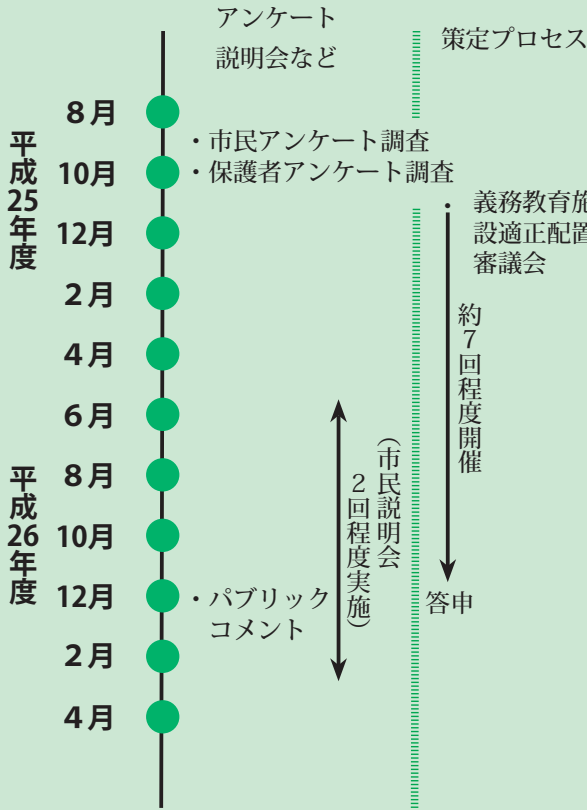 アンケート
説明会など
策定プロセス
平成25年度
8月
10月
12月
2月
4月
6月
平成26年度
8月
10月
12月
2月
4月
・市民アンケート調査
・保護者アンケート調査
・パブリック
コメント
(市民説明会
2回程度実施)
・義務教育施
設適正配置
審議会
約7回程度開催
答申